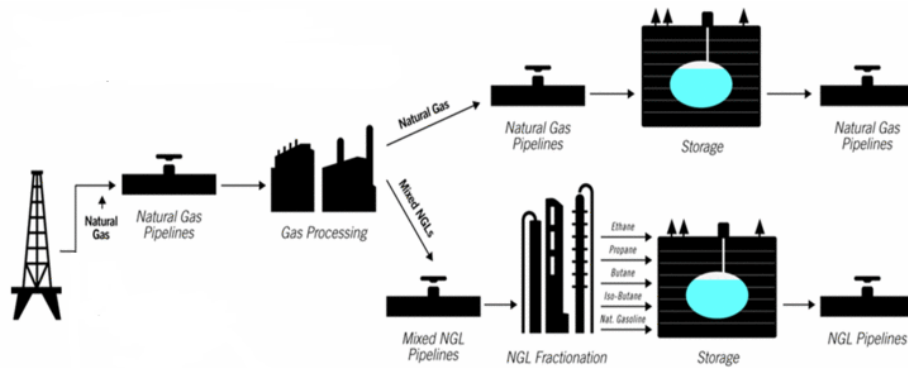 Natural
Gas
Natural Gas
Pipelines
Gas Processing
Natural Gas
Mixed NGLs
Natural Gas
Pipelines
Storage
Natural Gas
Pipelines
Mixed NGL
Pipelines
NGL Fractionation
Ethane
Propane
Butane
Iso-Butane
Nat. Gasoline
Storage
NGL Pipelines